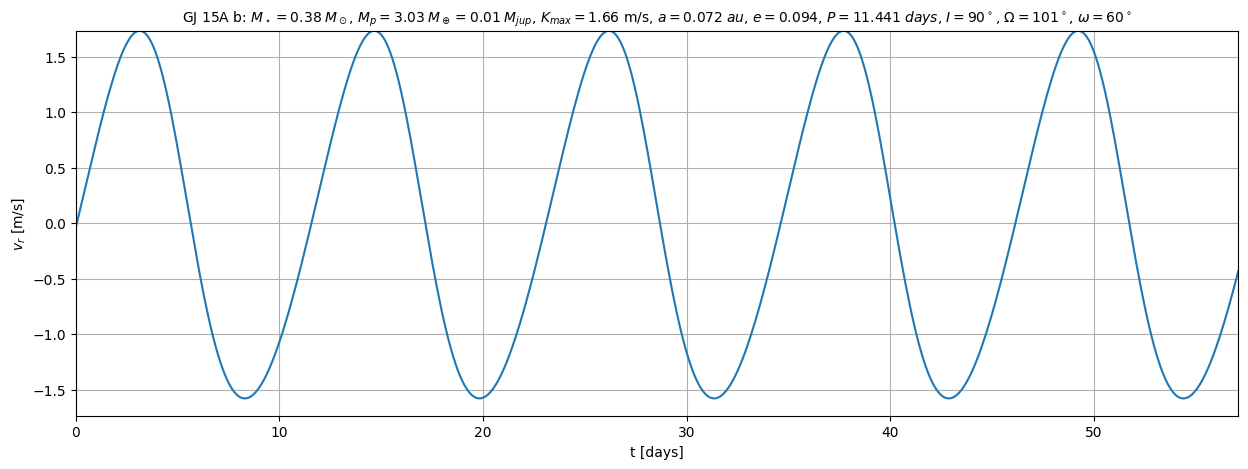 GJ 15A b: M⋆ = 0.38 M⊙, Mp = 3.03 M⊕ = 0.01 Mjup, Kmax = 1.66 m/s, a = 0.072 au, e = 0.094, P = 11.441 days, I = 90°, Ω = 101°, ω = 60°
1.5
1.0
0.5
0.0
−0.5
−1.0
−1.5
vr [m/s]
0 10 20 30 40 50
t [days]